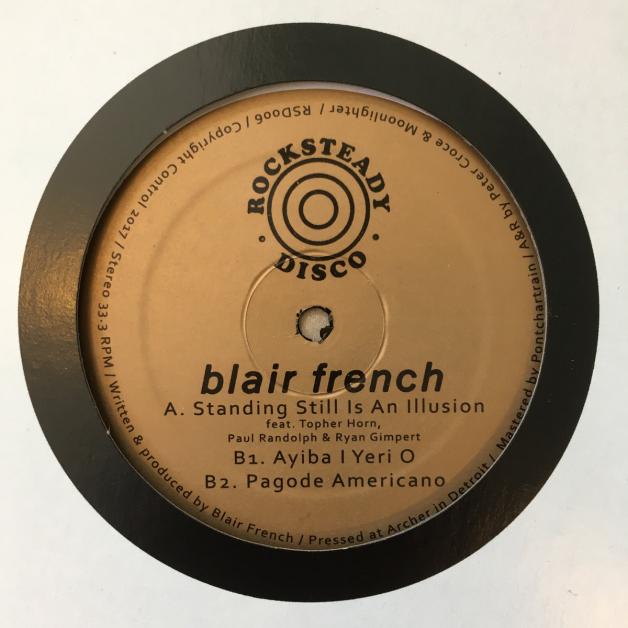 ROCKSTEADY
DISCO
blair french
A. Standing Still Is An Illusion
feat. Topher Horn,
Paul Randolph & Ryan Gimpert
B1. Ayiba I Yeri O
B2. Pagode Americano
RSD006 / Copyright Control 2017 / Stereo 33.3 RPM / Written & produced by Blair French / Pressed at Archer in Detroit / Mastered by Pontchartrain / A&R by Peter Croce & Moonlighter /